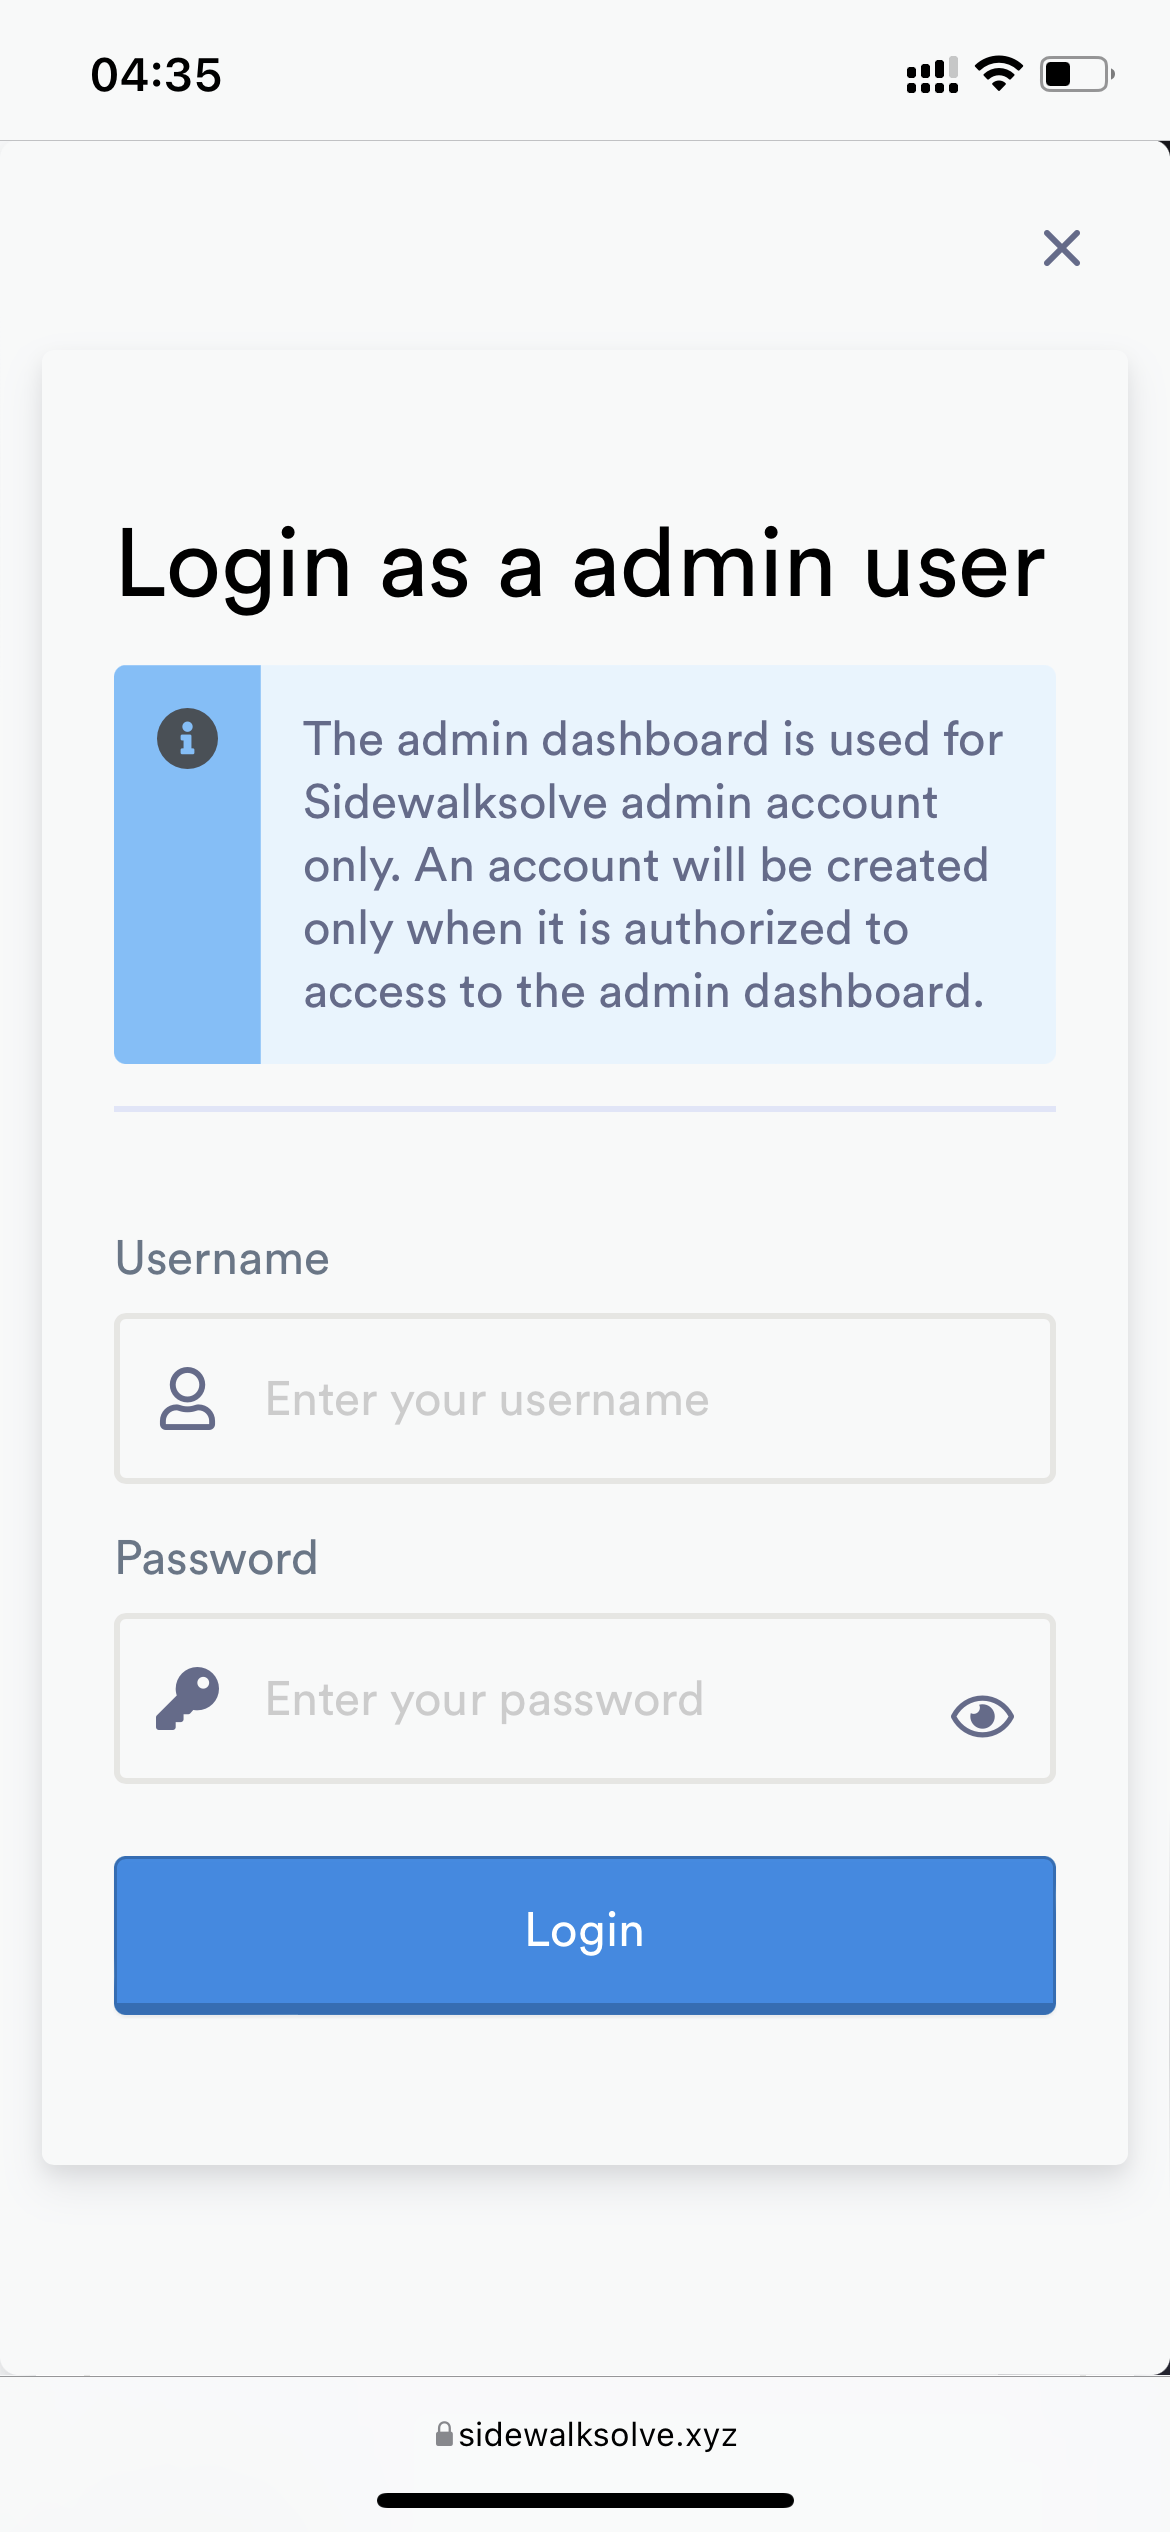 04:35
Login as a admin user
The admin dashboard is used for
Sidewalksolve admin account
only. An account will be created
only when it is authorized to
access to the admin dashboard.
Username
Enter your username
Password
Enter your password
Login
sidewalksolve.xyz